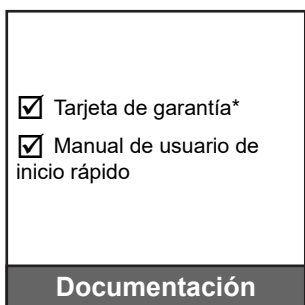 ☑ Tarjeta de garantía*
☑ Manual de usuario de
inicio rápido
Documentación